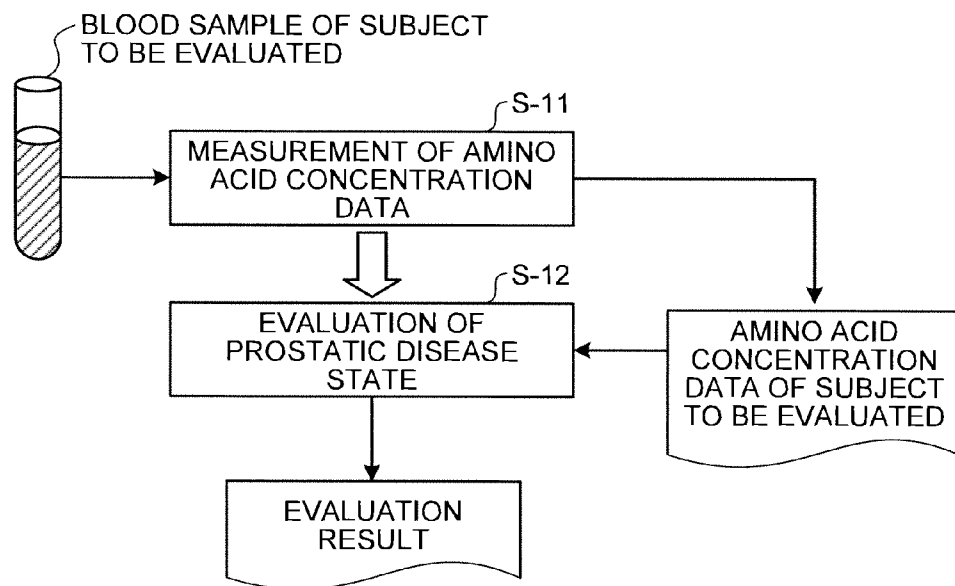 BLOOD SAMPLE OF SUBJECT
TO BE EVALUATED
S-11
MEASUREMENT OF AMINO
ACID CONCENTRATION
DATA
S-12
EVALUATION OF
PROSTATIC DISEASE
STATE
AMINO ACID
CONCENTRATION
DATA OF SUBJECT
TO BE EVALUATED
EVALUATION
RESULT